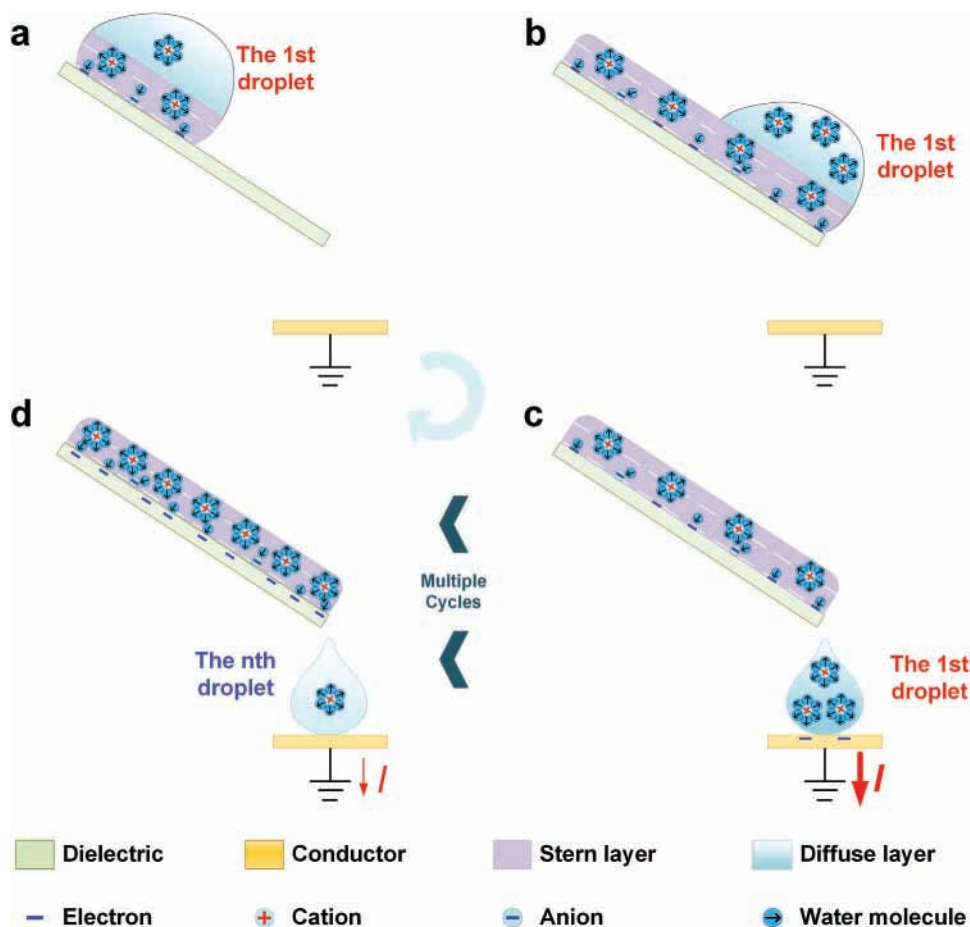 a
The 1st
droplet
b
The 1st
droplet
d
c
Multiple
Cycles
The nth
droplet
I
The 1st
droplet
I
Dielectric
Conductor
Stern layer
Diffuse layer
Electron
Cation
Anion
Water molecule